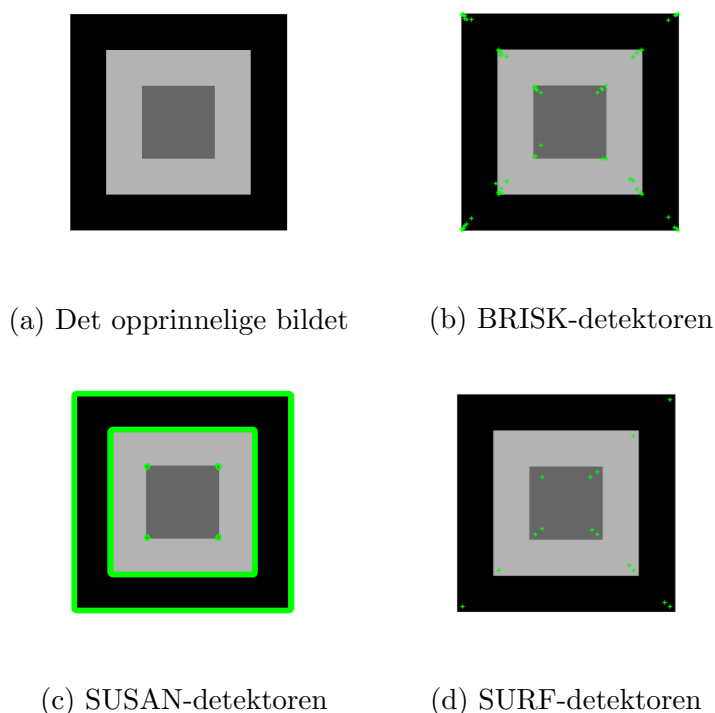 (a) Det opprinnelige bildet
(b) BRISK-detektoren
(c) SUSAN-detektoren
(d) SURF-detektoren